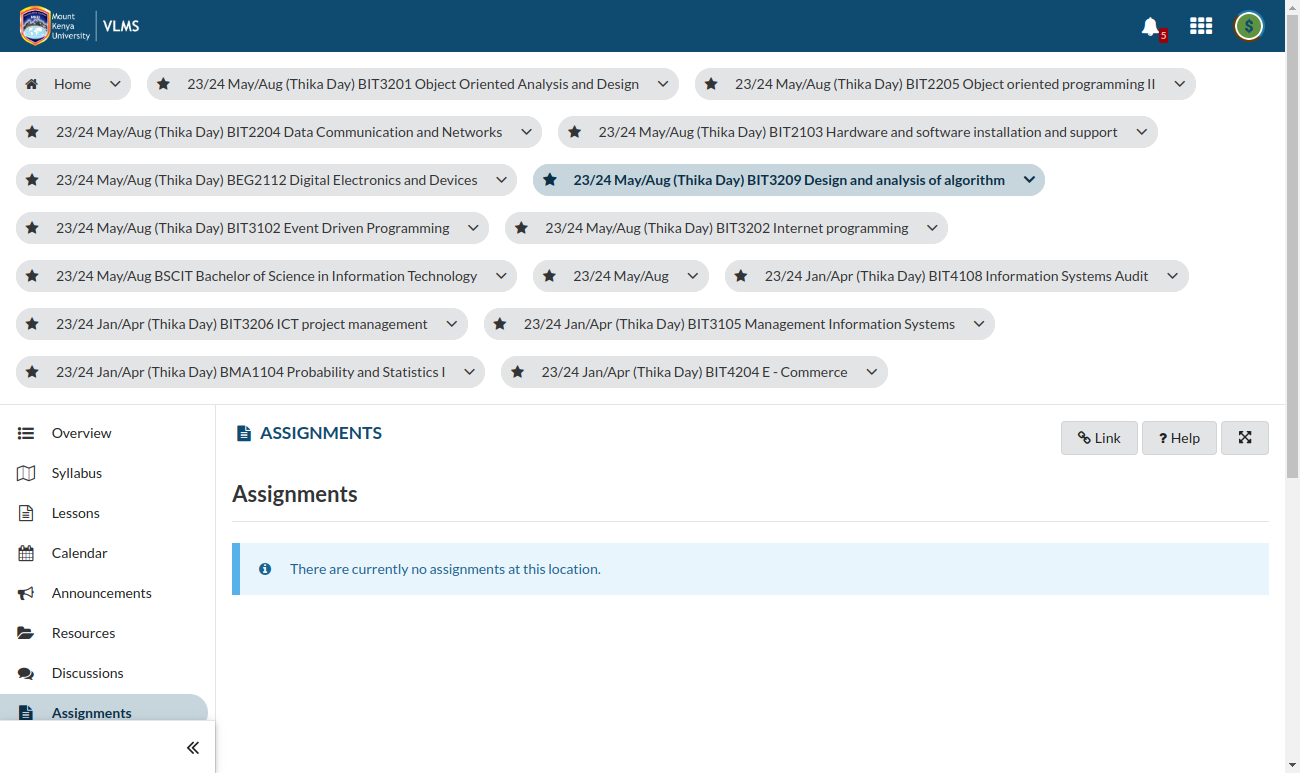 Mount
Kenya
University
VLMS
5
Home
23/24 May/Aug (Thika Day) BIT3201 Object Oriented Analysis and Design
23/24 May/Aug (Thika Day) BIT2205 Object oriented programming II
23/24 May/Aug (Thika Day) BIT2204 Data Communication and Networks
23/24 May/Aug (Thika Day) BIT2103 Hardware and software installation and support
23/24 May/Aug (Thika Day) BEG2112 Digital Electronics and Devices
23/24 May/Aug (Thika Day) BIT3209 Design and analysis of algorithm
23/24 May/Aug (Thika Day) BIT3102 Event Driven Programming
23/24 May/Aug (Thika Day) BIT3202 Internet programming
23/24 May/Aug BSCIT Bachelor of Science in Information Technology
23/24 May/Aug
23/24 Jan/Apr (Thika Day) BIT4108 Information Systems Audit
23/24 Jan/Apr (Thika Day) BIT3206 ICT project management
23/24 Jan/Apr (Thika Day) BIT3105 Management Information Systems
23/24 Jan/Apr (Thika Day) BMA1104 Probability and Statistics I
23/24 Jan/Apr (Thika Day) BIT4204 E - Commerce
Overview
Syllabus
Lessons
Calendar
Announcements
Resources
Discussions
Assignments
ASSIGNMENTS
Link
? Help
Assignments
There are currently no assignments at this location.